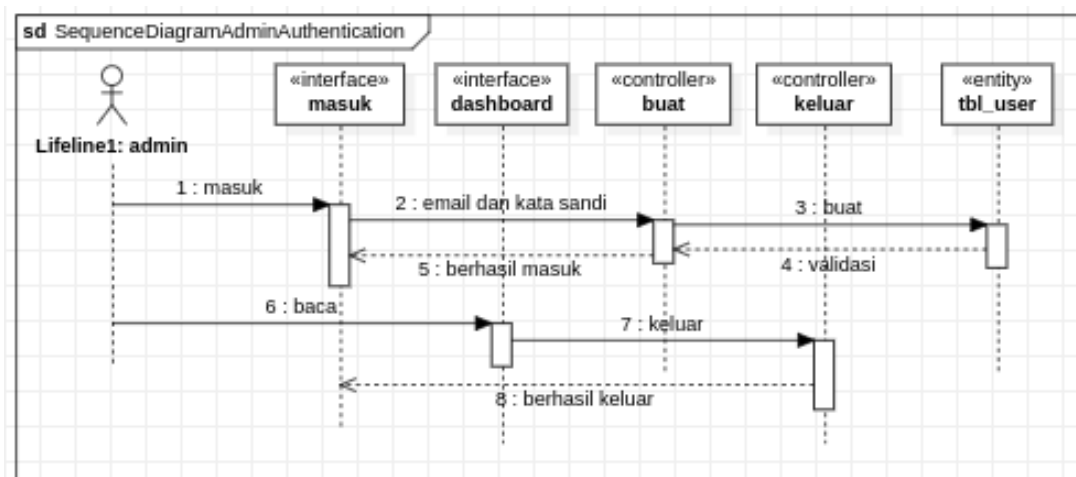 sd SequenceDiagramAdminAuthentication
«interface»
masuk
«interface»
dashboard
«controller»
buat
«controller»
keluar
«entity»
tbl_user
Lifeline1: admin
1 : masuk
2 : email dan kata sandi
3 : buat
4 : validasi
5 : berhasil masuk
6 : baca
7 : keluar
8 : berhasil keluar